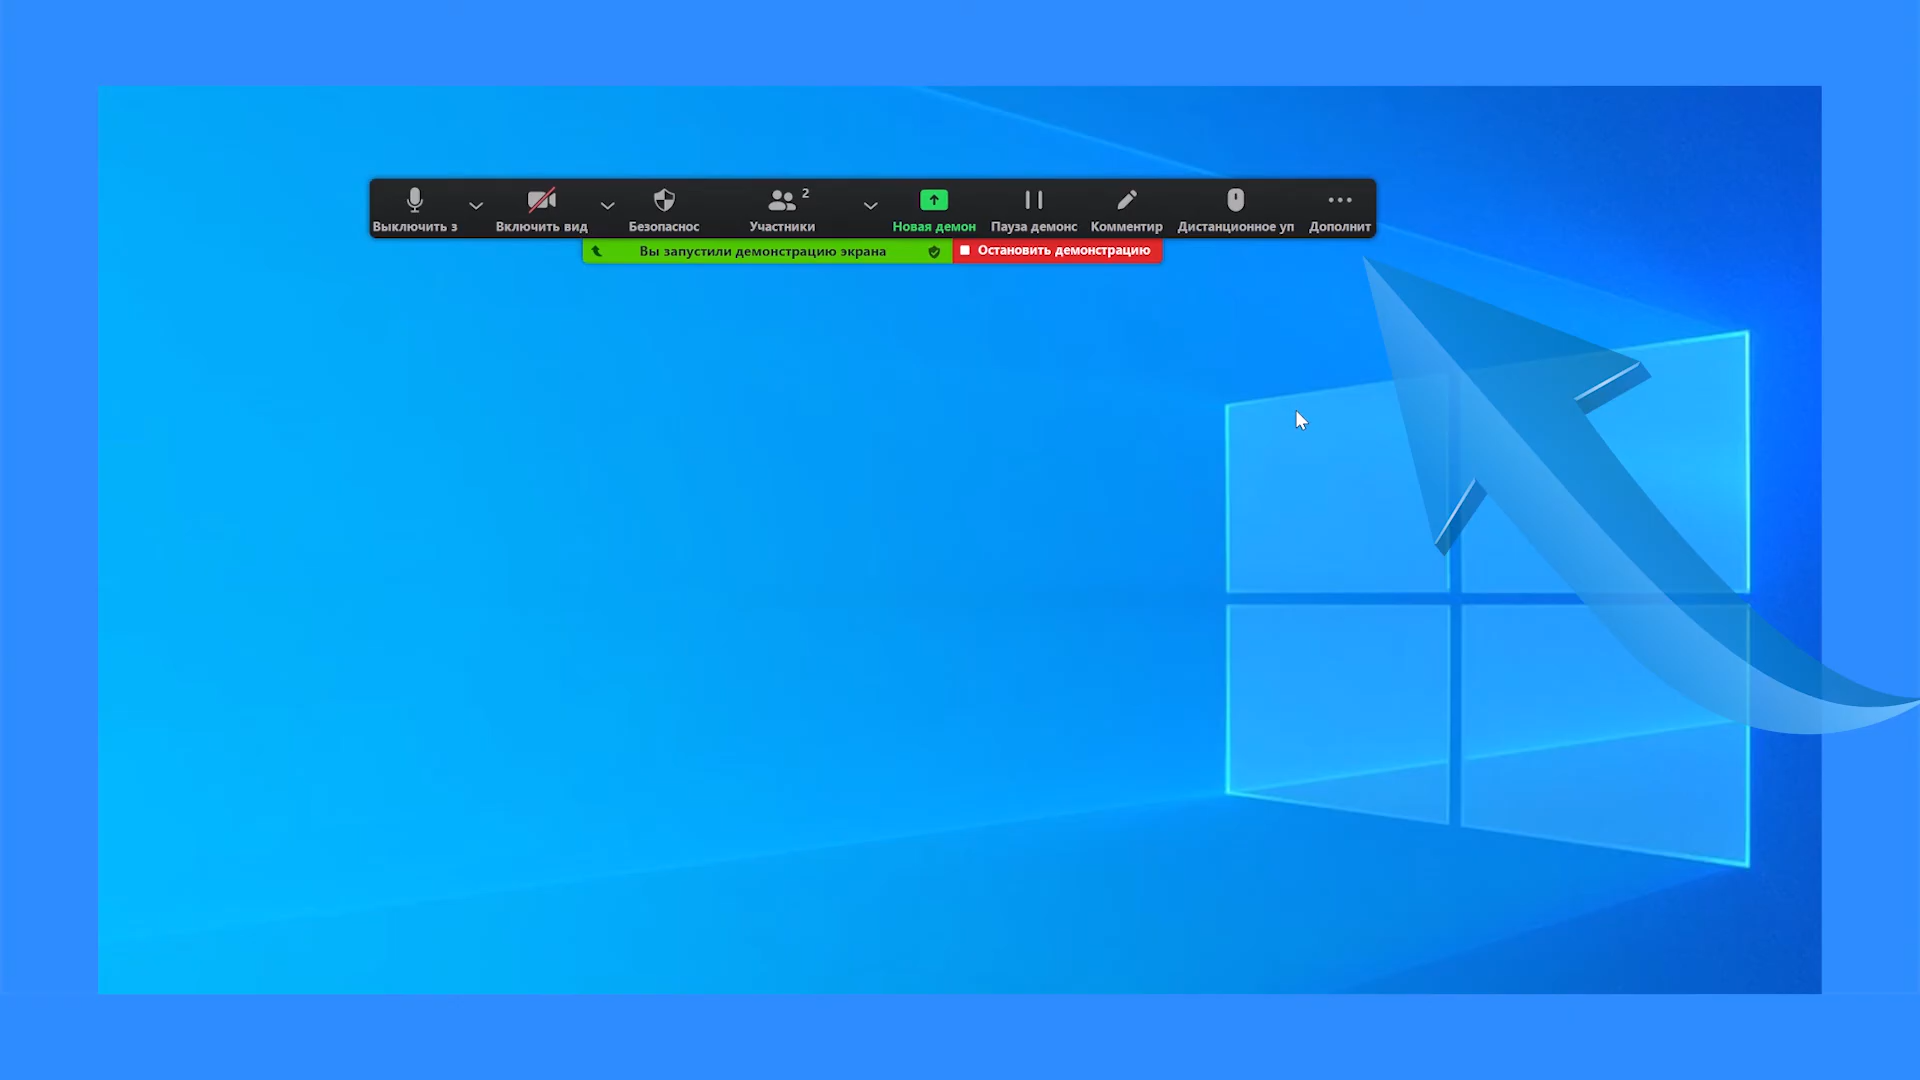 2
Выключить з Включить вид Безопаснос Участники Новая демон Пауза демонс Комментир Дистанционное уп Дополнит
Вы запустили демонстрацию экрана Остановить демонстрацию